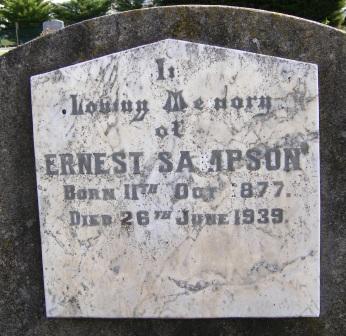 In
Loving Memory
of
ERNEST SAMPSON
BORN 11TH OCT 1877.
DIED 26TH JUNE 1939.